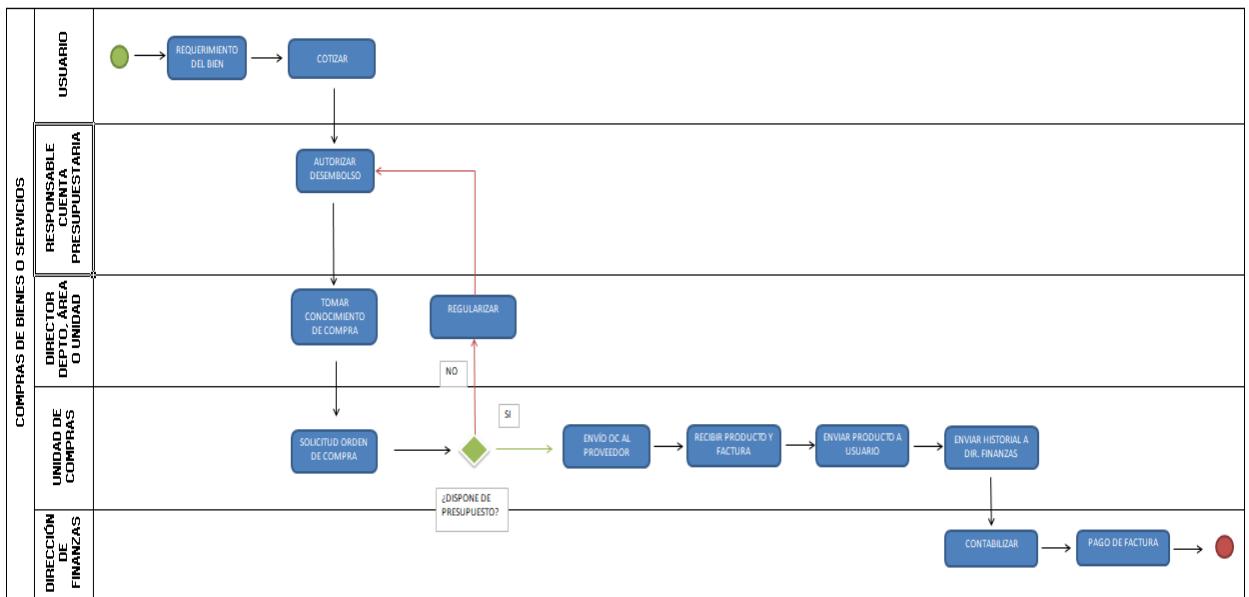 COMPRAS DE BIENES O SERVICIOS
USUARIO
REQUERIMIENTO
DEL BIEN
COTIZAR
RESPONSABLE
CUENTA
PRESUPUESTARIA
AUTORIZAR
DESEMBOLSO
DIRECTOR
DEPTO, ÁREA
O UNIDAD
TOMAR
CONOCIMIENTO
DE COMPRA
REGULARIZAR
NO
UNIDAD DE
COMPRAS
SOLICITUD ORDEN
DE COMPRA
¿DISPONE DE
PRESUPUESTO?
SI
ENVÍO OC AL
PROVEEDOR
RECIBIR PRODUCTO Y
FACTURA
ENVIAR PRODUCTO A
USUARIO
ENVIAR HISTORIAL A
DIR. FINANZAS
DIRECCIÓN
DE
FINANZAS
CONTABILIZAR
PAGO DE FACTURA